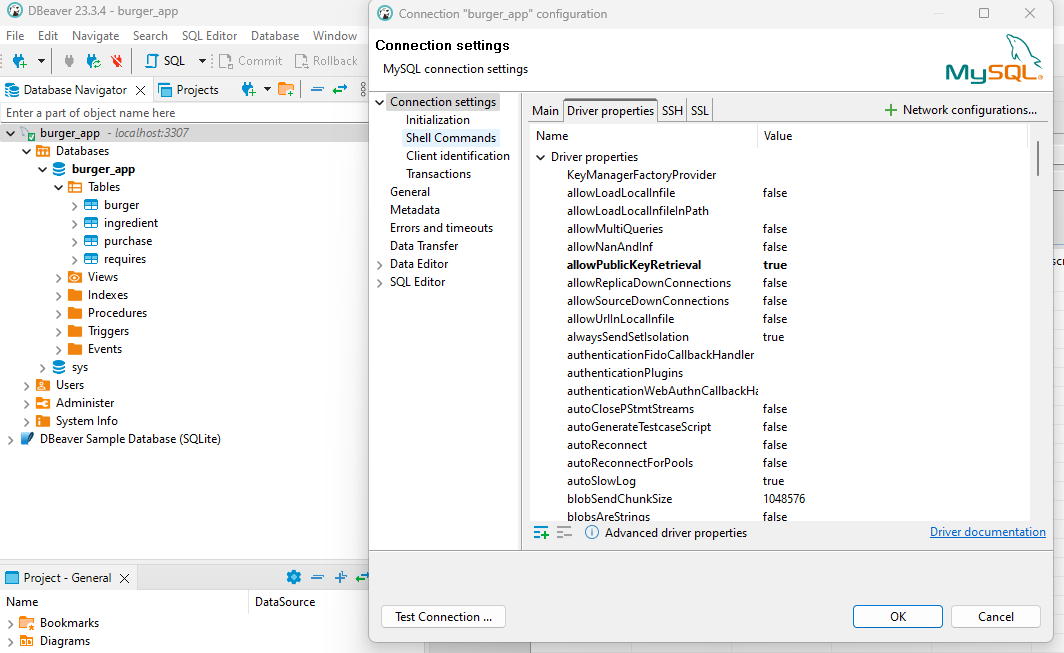 DBeaver 23.3.4 - burger_app
File Edit Navigate Search SQL Editor Database Window
SQL Commit Rollback
Database Navigator Projects
Enter a part of object name here
burger_app - localhost:3307
Databases
burger_app
Tables
burger
ingredient
purchase
requires
Views
Indexes
Procedures
Triggers
Events
sys
Users
Administer
System Info
DBeaver Sample Database (SQLite)
Project - General
Name DataSource
Bookmarks
Diagrams
Connection "burger_app" configuration
Connection settings
MySQL connection settings
MySQL
Connection settings
Initialization
Shell Commands
Client identification
Transactions
General
Metadata
Errors and timeouts
Data Transfer
Data Editor
SQL Editor
Main Driver properties SSH SSL Network configurations...
Name Value
Driver properties
KeyManagerFactoryProvider
allowLoadLocalInfile false
allowLoadLocalInfileInPath
allowMultiQueries false
allowNanAndInf false
allowPublicKeyRetrieval true
allowReplicaDownConnections false
allowSourceDownConnections false
allowUrlInLocalInfile false
alwaysSendSetIsolation true
authenticationFidoCallbackHandler
authenticationPlugins
authenticationWebAuthnCallbackHa
autoClosePStmtStreams false
autoGenerateTestcaseScript false
autoReconnect false
autoReconnectForPools false
autoSlowLog true
blobSendChunkSize 1048576
blobsAreStrings false
Advanced driver properties Driver documentation
Test Connection ... OK Cancel